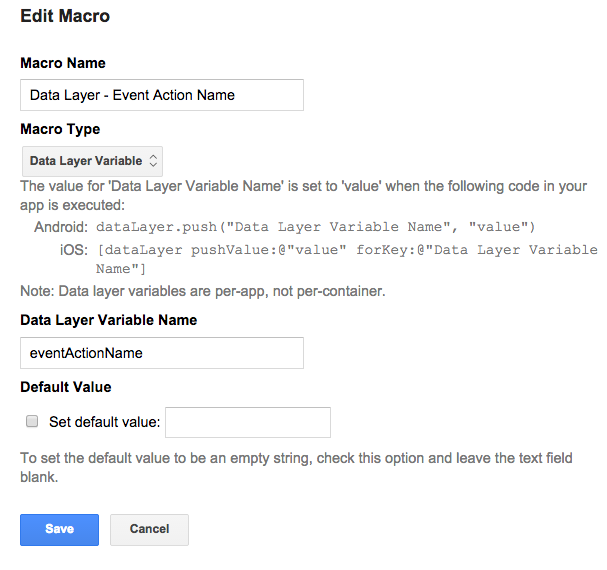 Edit Macro
Macro Name
Data Layer - Event Action Name
Macro Type
Data Layer Variable
The value for 'Data Layer Variable Name' is set to 'value' when the following code in your
app is executed:
Android: dataLayer.push("Data Layer Variable Name", "value")
iOS: [dataLayer pushValue:@"value" forKey:@"Data Layer Variable
Name"]
Note: Data layer variables are per-app, not per-container.
Data Layer Variable Name
eventActionName
Default Value
Set default value:
To set the default value to be an empty string, check this option and leave the text field
blank.
Save Cancel